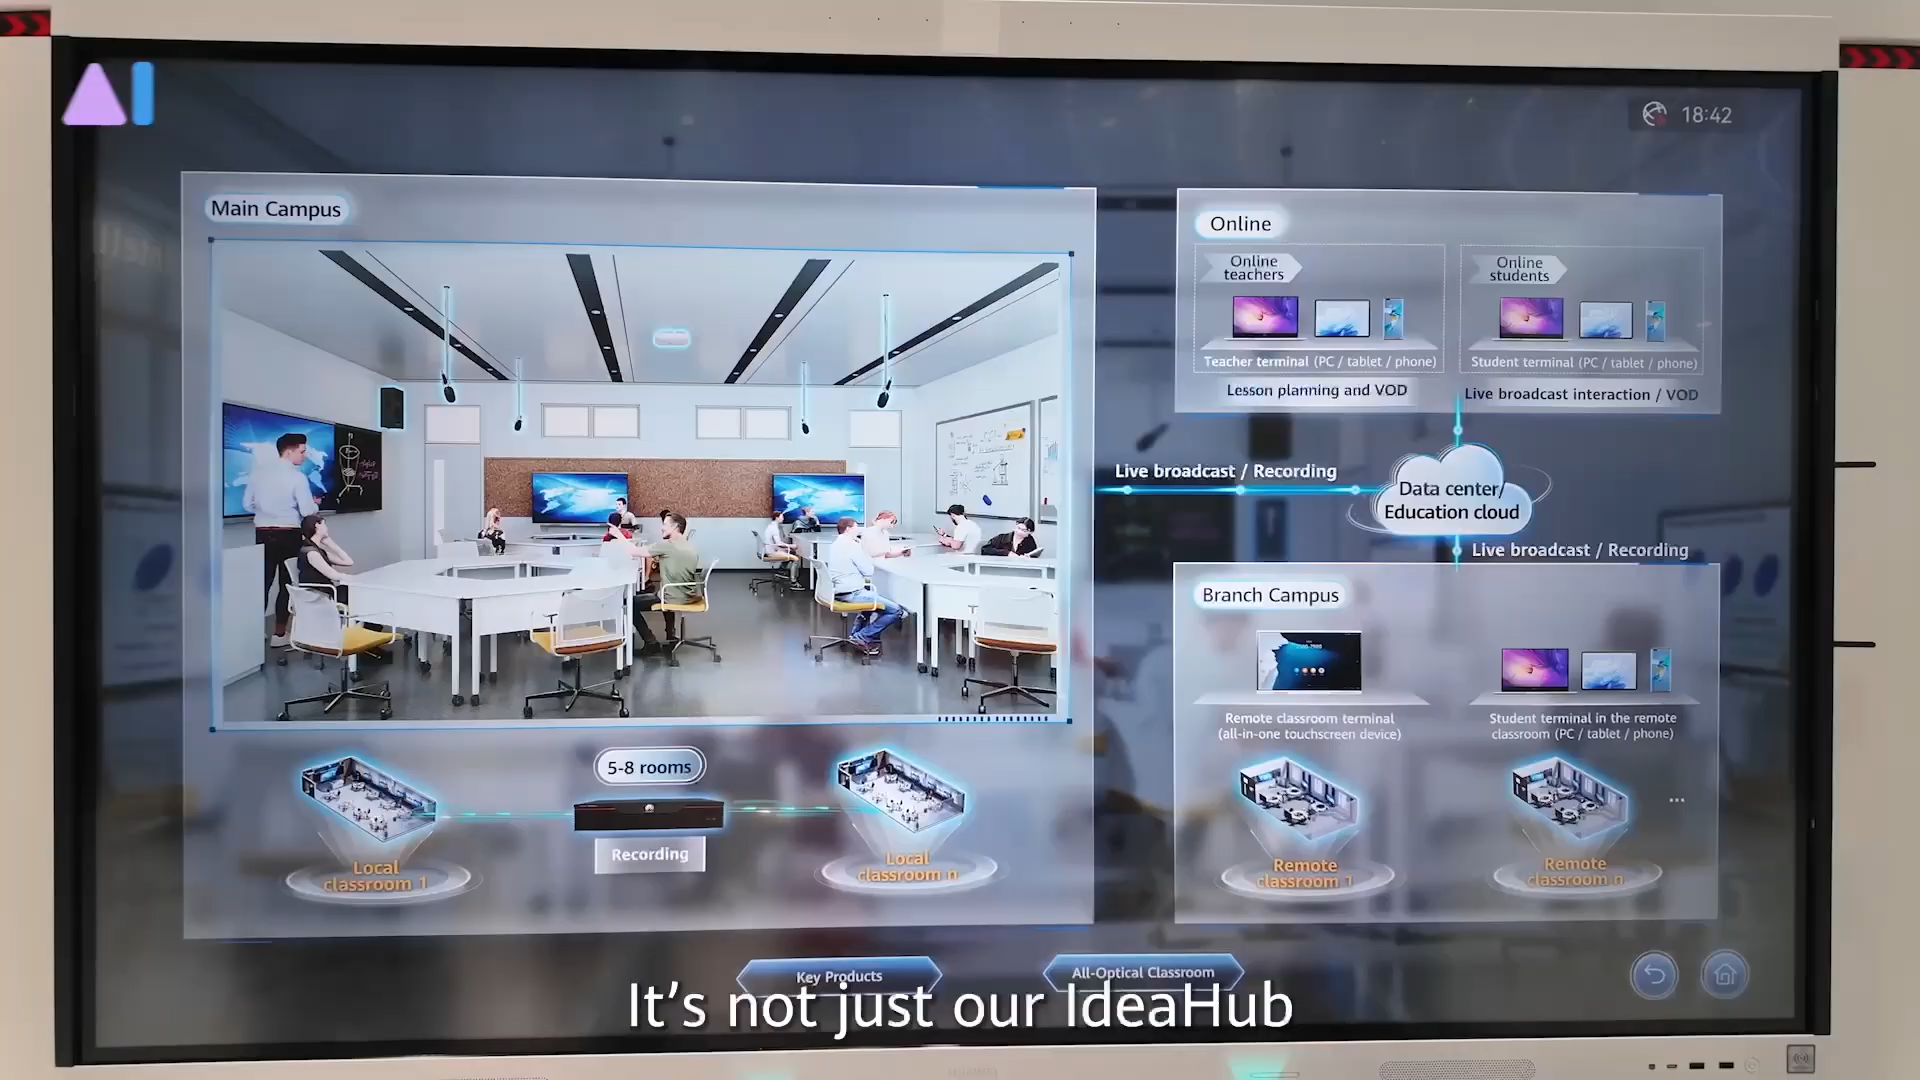 AI
18:42
Main Campus
Online
Online
teachers
Online
students
Teacher terminal (PC / tablet / phone)
Student terminal (PC / tablet / phone)
Lesson planning and VOD
Live broadcast interaction / VOD
Live broadcast / Recording
Data center/
Education cloud
Live broadcast / Recording
Branch Campus
Remote classroom terminal
(all-in-one touchscreen device)
Student terminal in the remote
classroom (PC / tablet / phone)
5-8 rooms
Recording
Local
classroom 1
Local
classroom n
Remote
classroom 1
Remote
classroom n
...
Key Products
All-Optical Classroom
It's not just our IdeaHub